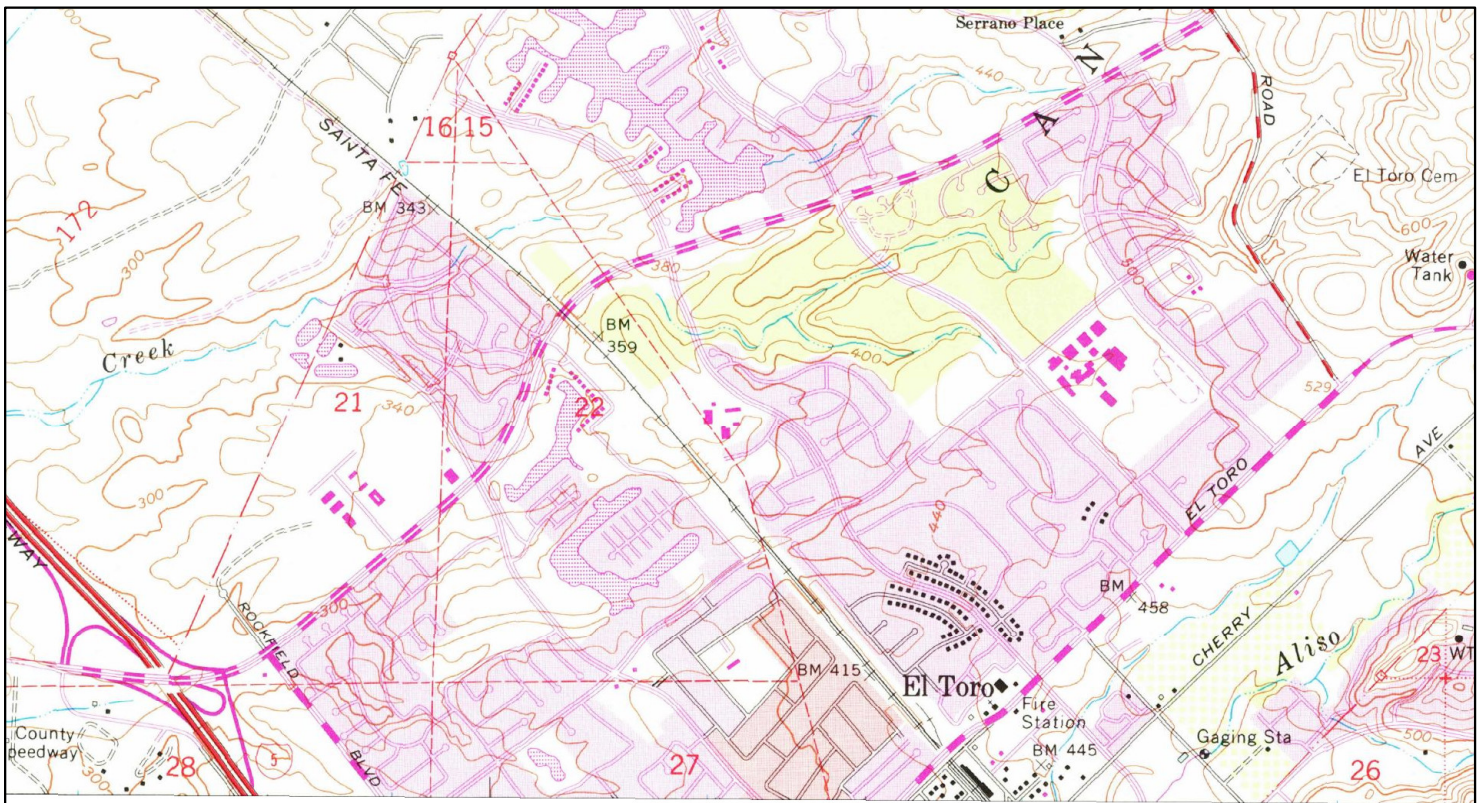 Serrano Place
CANA
ROAD
440
16 15
SANTA FE
BM 343
El Toro Cem
172
300
380
600
Water
Tank
500
BM
359
Creek
400
529
21
340
22
AVE
300
EL TORO
440
WAY
BM
458
CHERRY
Aliso
ROCKFIELD
300
23
WT
BM 415
El Toro
Fire
Station
Gaging Sta
County
peedway
BM 445
500
300
28
5
BLVD
27
26